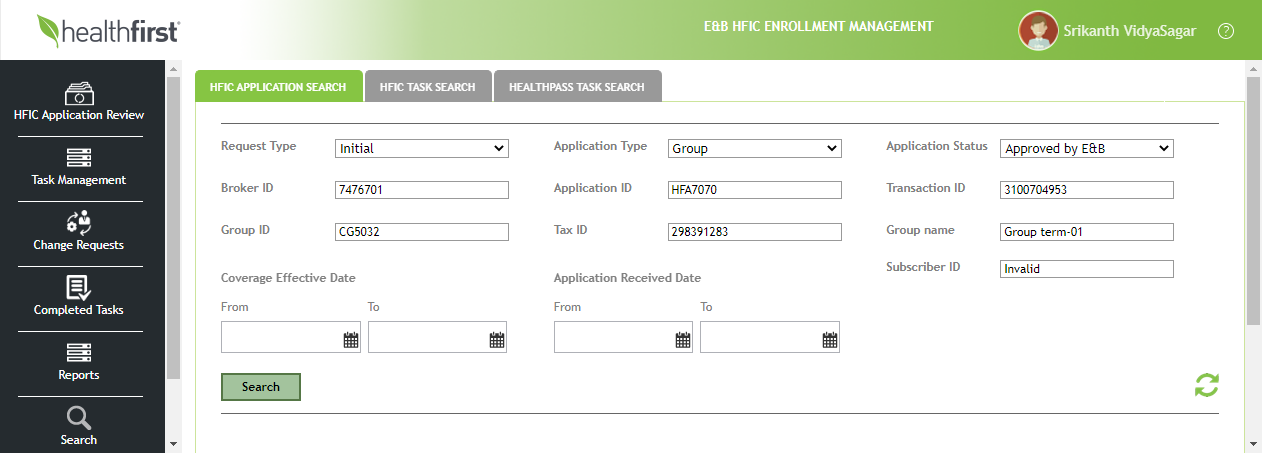 healthfirst
E&B HFIC ENROLLMENT MANAGEMENT
Srikanth VidyaSagar
?
HFIC Application Review
Task Management
Change Requests
Completed Tasks
Reports
Search
HFIC APPLICATION SEARCH
HFIC TASK SEARCH
HEALTHPASS TASK SEARCH
Request Type Initial Application Type Group Application Status Approved by E&B
Broker ID 7476701 Application ID HFA7070 Transaction ID 3100704953
Group ID CG5032 Tax ID 298391283 Group name Group term-01
Subscriber ID Invalid
Coverage Effective Date Application Received Date
From To From To
Search